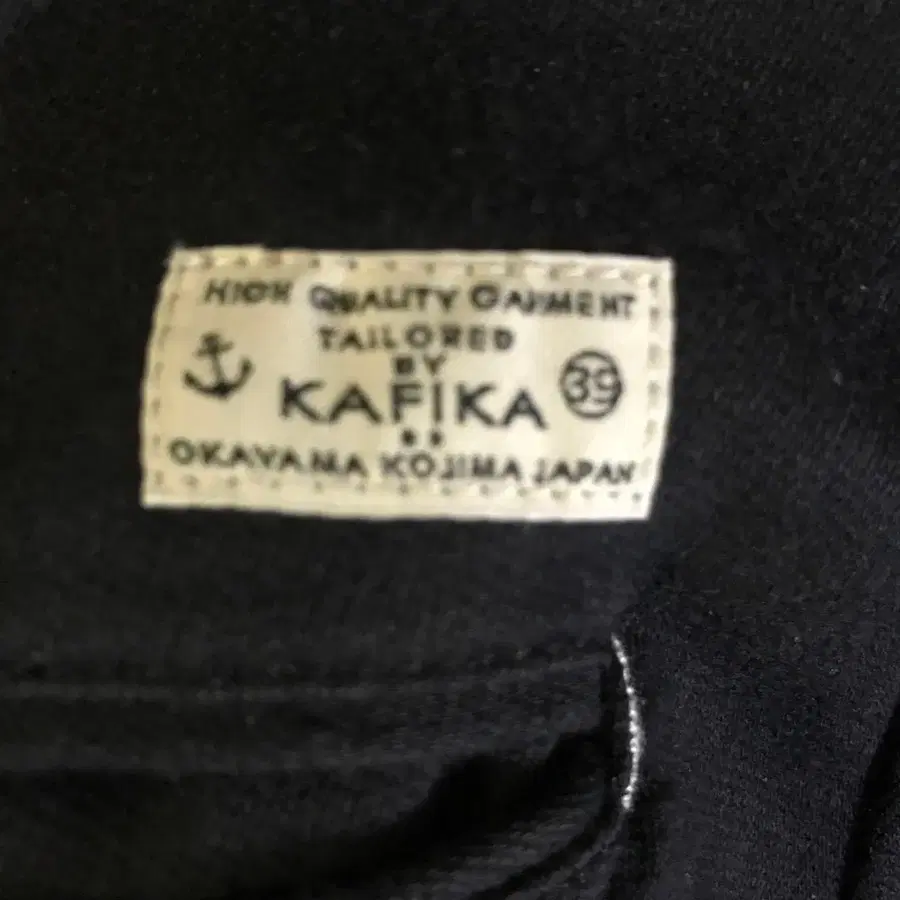 HIGH QUALITY GARMENT
TAILORED
BY
KAFIKA
39
OKAYAMA KOJIMA JAPAN